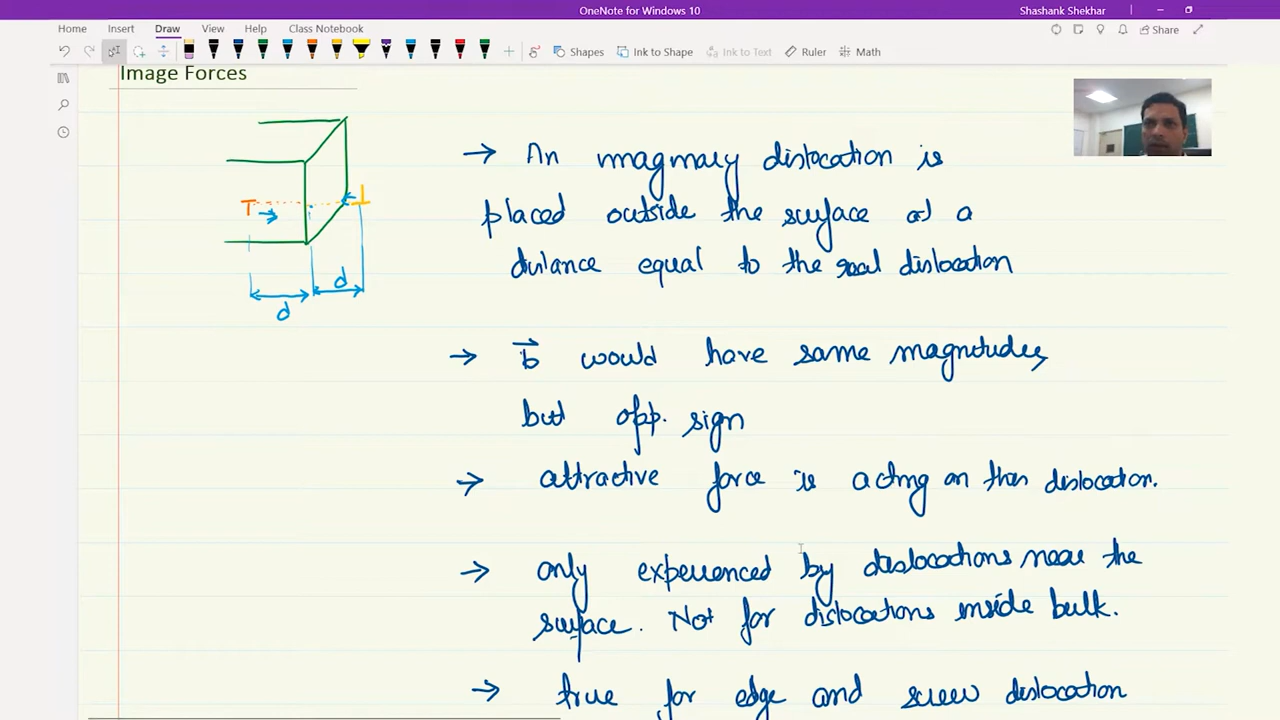 OneNote for Windows 10
Shashank Shekhar
Home Insert Draw View Help Class Notebook
Share
Shapes Ink to Shape Ink to Text Ruler Math
Image Forces
→ An imagmary dislocation is
placed outside the surface at a
distance equal to the real dislocation
d
d
→ b would have same magnitudes,
but opp. sign
→ attractive force is acting on this dislocation.
→ only experienced by dislocations near the
surface. Not for dislocations inside bulk.
→ true for edge and screw dislocation